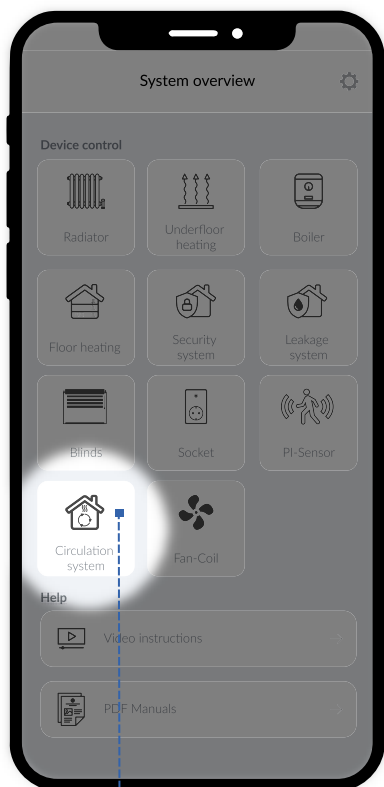 System overview
Device control
Radiator
Underfloor
heating
Boiler
Floor heating
Security
system
Leakage
system
Blinds
Socket
PI-Sensor
Circulation
system
Fan-Coil
Help
Video instructions
PDF Manuals